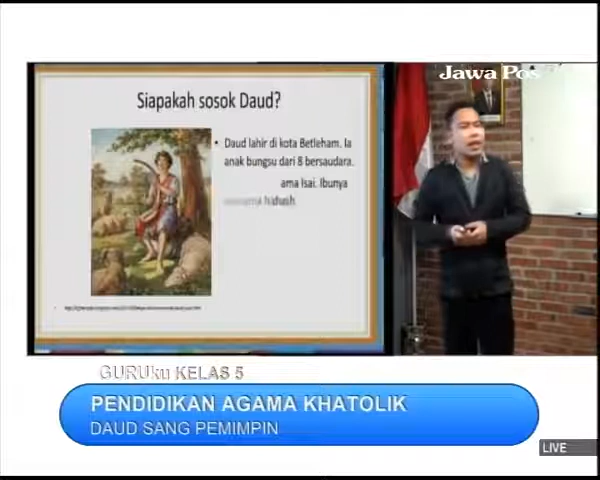 Jawa Pos
Siapakah sosok Daud?
• Daud lahir di kota Betleham. Ia
anak bungsu dari 8 bersaudara.
ama Isai. Ibunya
GURUku KELAS 5
PENDIDIKAN AGAMA KHATOLIK
DAUD SANG PEMIMPIN
LIVE